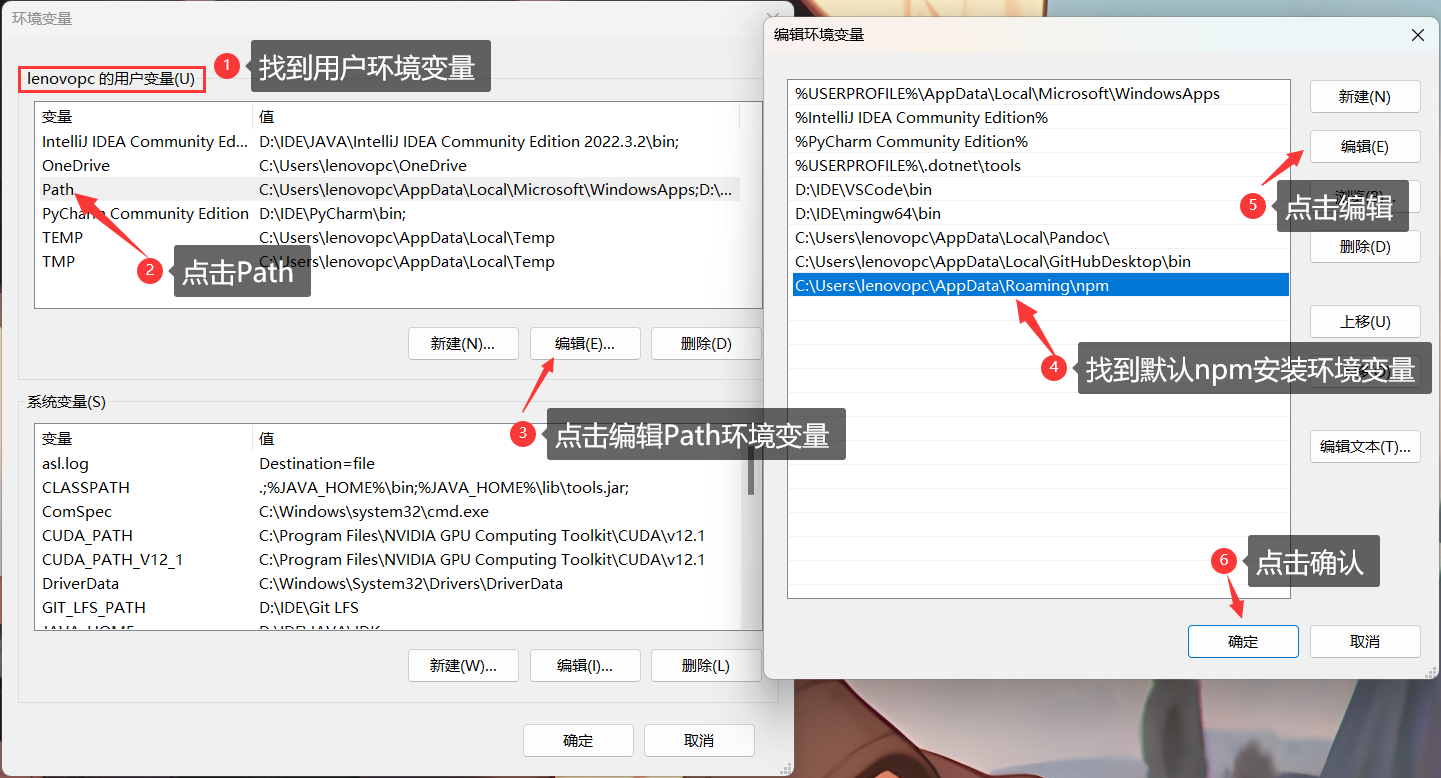 环境变量
lenovopc 的用户变量(U)
1
找到用户环境变量
变量 值
IntelliJ IDEA Community Ed... D:\IDE\JAVA\IntelliJ IDEA Community Edition 2022.3.2\bin;
OneDrive C:\Users\lenovopc\OneDrive
Path C:\Users\lenovopc\AppData\Local\Microsoft\WindowsApps;D:\...
PyCharm Community Edition D:\IDE\PyCharm\bin;
TEMP C:\Users\lenovopc\AppData\Local\Temp
TMP C:\Users\lenovopc\AppData\Local\Temp
2
点击Path
新建(N)... 编辑(E)... 删除(D)
3
点击编辑Path环境变量
系统变量(S)
变量 值
asl.log Destination=file
CLASSPATH .;%JAVA_HOME%\bin;%JAVA_HOME%\lib\tools.jar;
ComSpec C:\Windows\system32\cmd.exe
CUDA_PATH C:\Program Files\NVIDIA GPU Computing Toolkit\CUDA\v12.1
CUDA_PATH_V12_1 C:\Program Files\NVIDIA GPU Computing Toolkit\CUDA\v12.1
DriverData C:\Windows\System32\Drivers\DriverData
GIT_LFS_PATH D:\IDE\Git LFS
JAVA_HOME D:\IDE\JAVA\JDK
新建(W)... 编辑(I)... 删除(L)
确定 取消
编辑环境变量
%USERPROFILE%\AppData\Local\Microsoft\WindowsApps
%IntelliJ IDEA Community Edition%
%PyCharm Community Edition%
%USERPROFILE%\.dotnet\tools
D:\IDE\VSCode\bin
D:\IDE\mingw64\bin
C:\Users\lenovopc\AppData\Local\Pandoc\
C:\Users\lenovopc\AppData\Local\GitHubDesktop\bin
C:\Users\lenovopc\AppData\Roaming\npm
4
找到默认npm安装环境变量
新建(N)
编辑(E)
5
点击编辑
删除(D)
上移(U)
编辑文本(T)...
6
点击确认
确定 取消